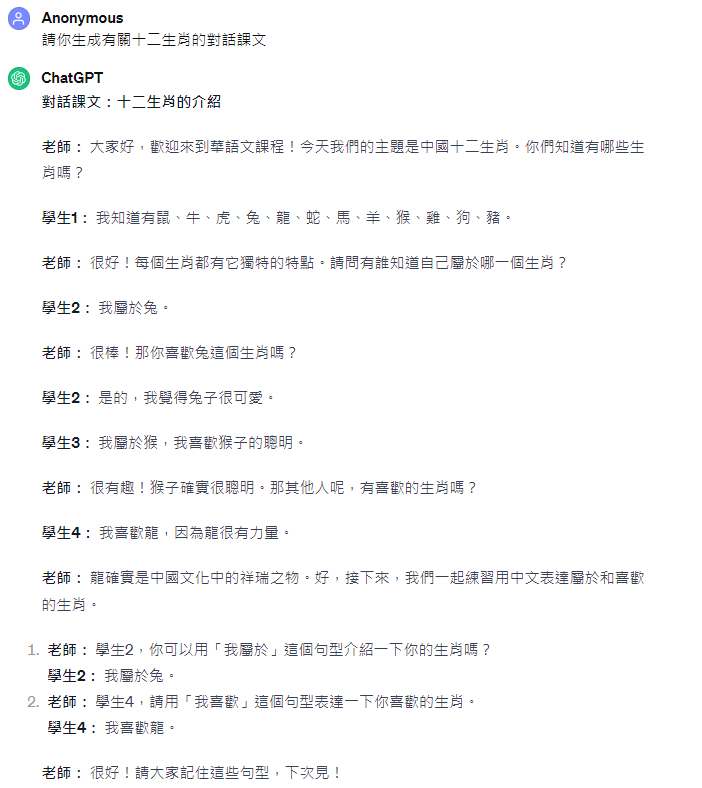 Anonymous
請你生成有關十二生肖的對話課文
ChatGPT
對話課文：十二生肖的介紹
老師： 大家好，歡迎來到華語文課程！今天我們的主題是中國十二生肖。你們知道有哪些生
肖嗎？
學生1： 我知道有鼠、牛、虎、兔、龍、蛇、馬、羊、猴、雞、狗、豬。
老師： 很好！每個生肖都有它獨特的特點。請問有誰知道自己屬於哪一個生肖？
學生2： 我屬於兔。
老師： 很棒！那你喜歡兔這個生肖嗎？
學生2： 是的，我覺得兔子很可愛。
學生3： 我屬於猴，我喜歡猴子的聰明。
老師： 很有趣！猴子確實很聰明。那其他人呢，有喜歡的生肖嗎？
學生4： 我喜歡龍，因為龍很有力量。
老師： 龍確實是中國文化中的祥瑞之物。好，接下來，我們一起練習用中文表達屬於和喜歡
的生肖。
1. 老師： 學生2，你可以用「我屬於」這個句型介紹一下你的生肖嗎？
學生2： 我屬於兔。
2. 老師： 學生4，請用「我喜歡」這個句型表達一下你喜歡的生肖。
學生4： 我喜歡龍。
老師： 很好！請大家記住這些句型，下次見！